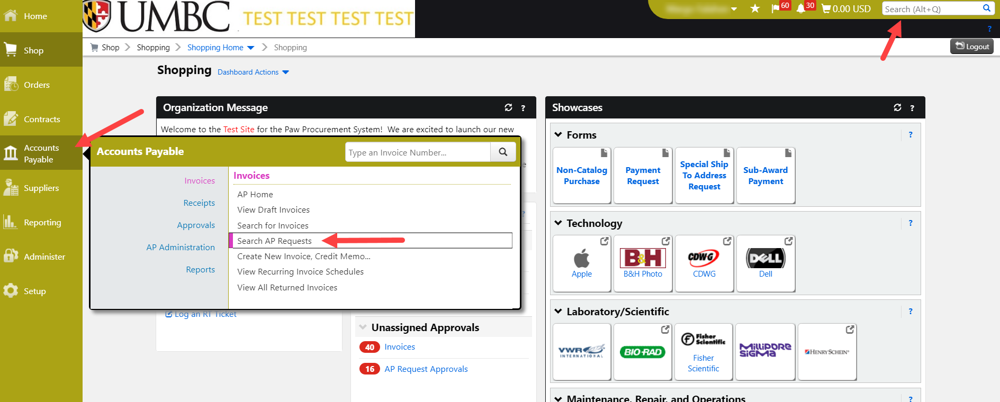 Home
Shop
Orders
Contracts
Accounts
Payable
Suppliers
Reporting
Administer
Setup
UMBC
TEST TEST TEST TEST
60
30
0.00 USD
Search (Alt+Q)
?
Shop
Shopping
Shopping Home
Shopping
Logout
Shopping
Dashboard Actions
Organization Message
?
Welcome to the Test Site for the Paw Procurement System! We are excited to launch our new
e
Accounts Payable
Type an Invoice Number...
Invoices
Receipts
Approvals
AP Administration
Reports
Invoices
AP Home
View Draft Invoices
Search for Invoices
Search AP Requests
Create New Invoice, Credit Memo...
View Recurring Invoice Schedules
View All Returned Invoices
?
Log an RT Ticket
Unassigned Approvals
40 Invoices
16 AP Request Approvals
Showcases
?
Forms
?
Non-Catalog
Purchase
Payment
Request
Special Ship
To Address
Request
Sub-Award
Payment
Technology
?
Apple
B&H
B&H Photo
CDW·G
CDWG
DELL
Dell
Laboratory/Scientific
?
VWR
INTERNATIONAL
BIO-RAD
Fisher
Scientific
Fisher
Scientific
MILLIPORE
SIGMA
HENRY SCHEIN®
Maintenance, Repair, and Operations
?